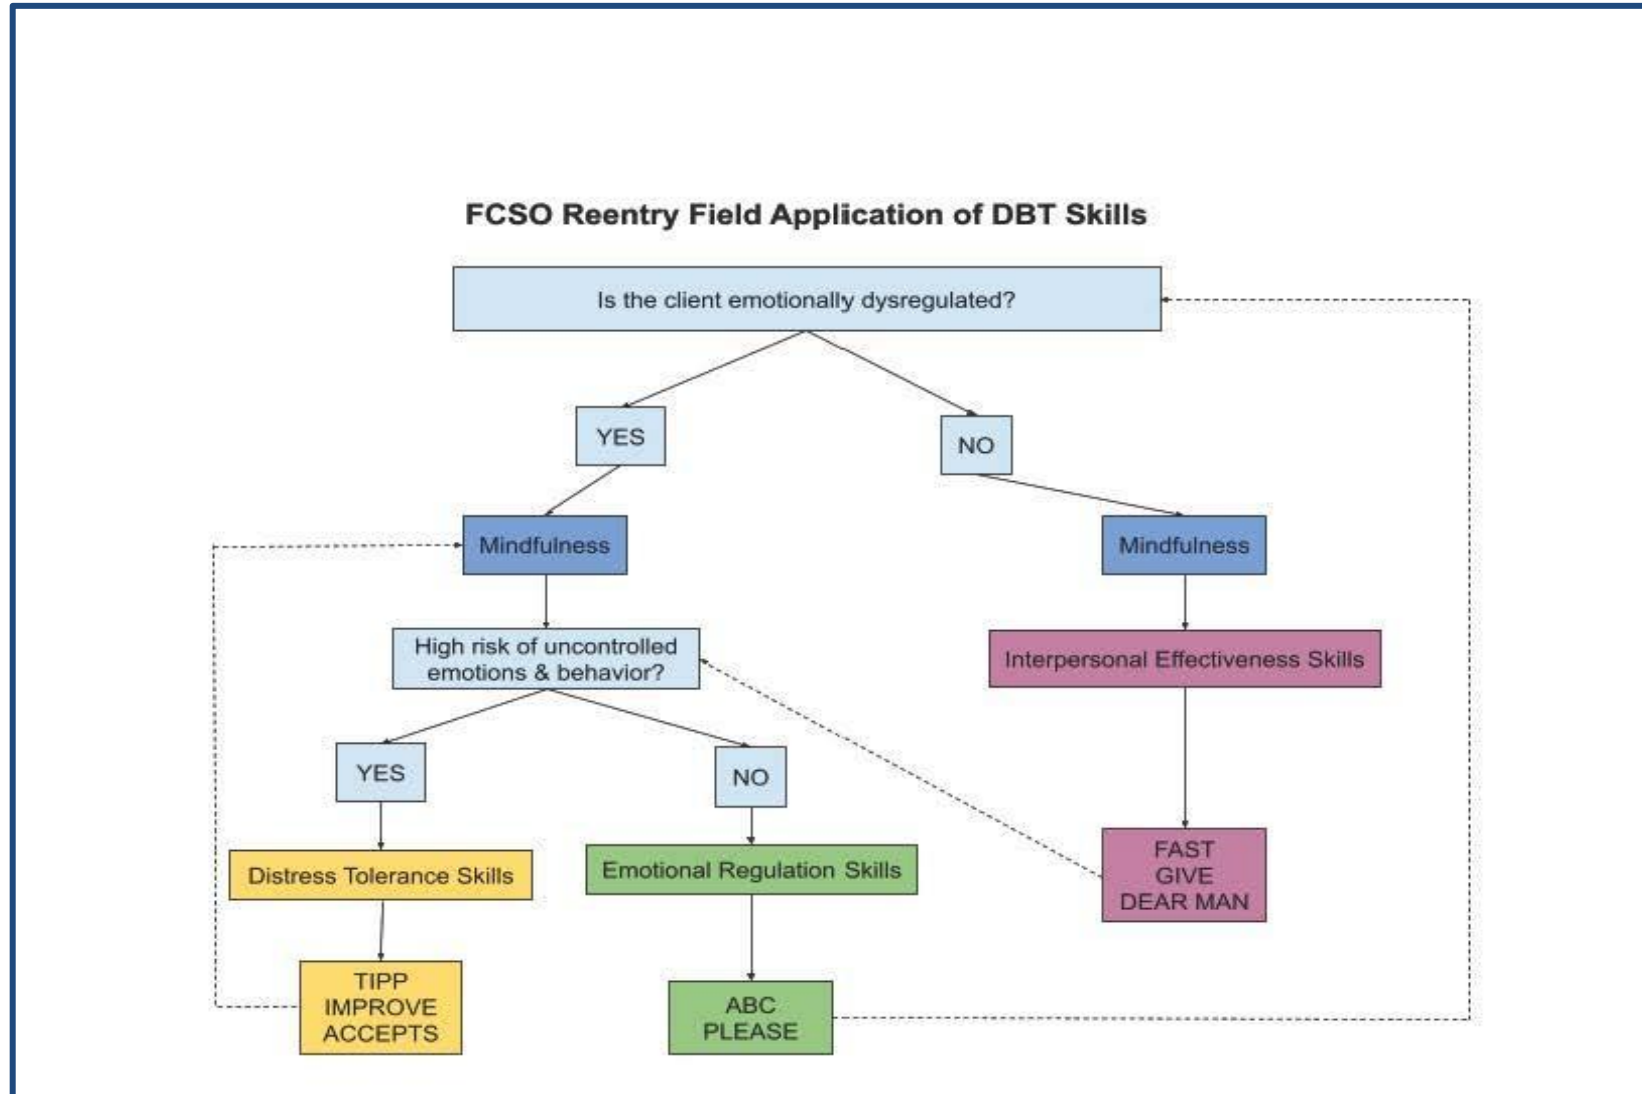 FCSO Reentry Field Application of DBT Skills
Is the client emotionally dysregulated?
YES
NO
Mindfulness
Mindfulness
High risk of uncontrolled
emotions & behavior?
Interpersonal Effectiveness Skills
YES
NO
Distress Tolerance Skills
Emotional Regulation Skills
FAST
GIVE
DEAR MAN
TIPP
IMPROVE
ACCEPTS
ABC
PLEASE